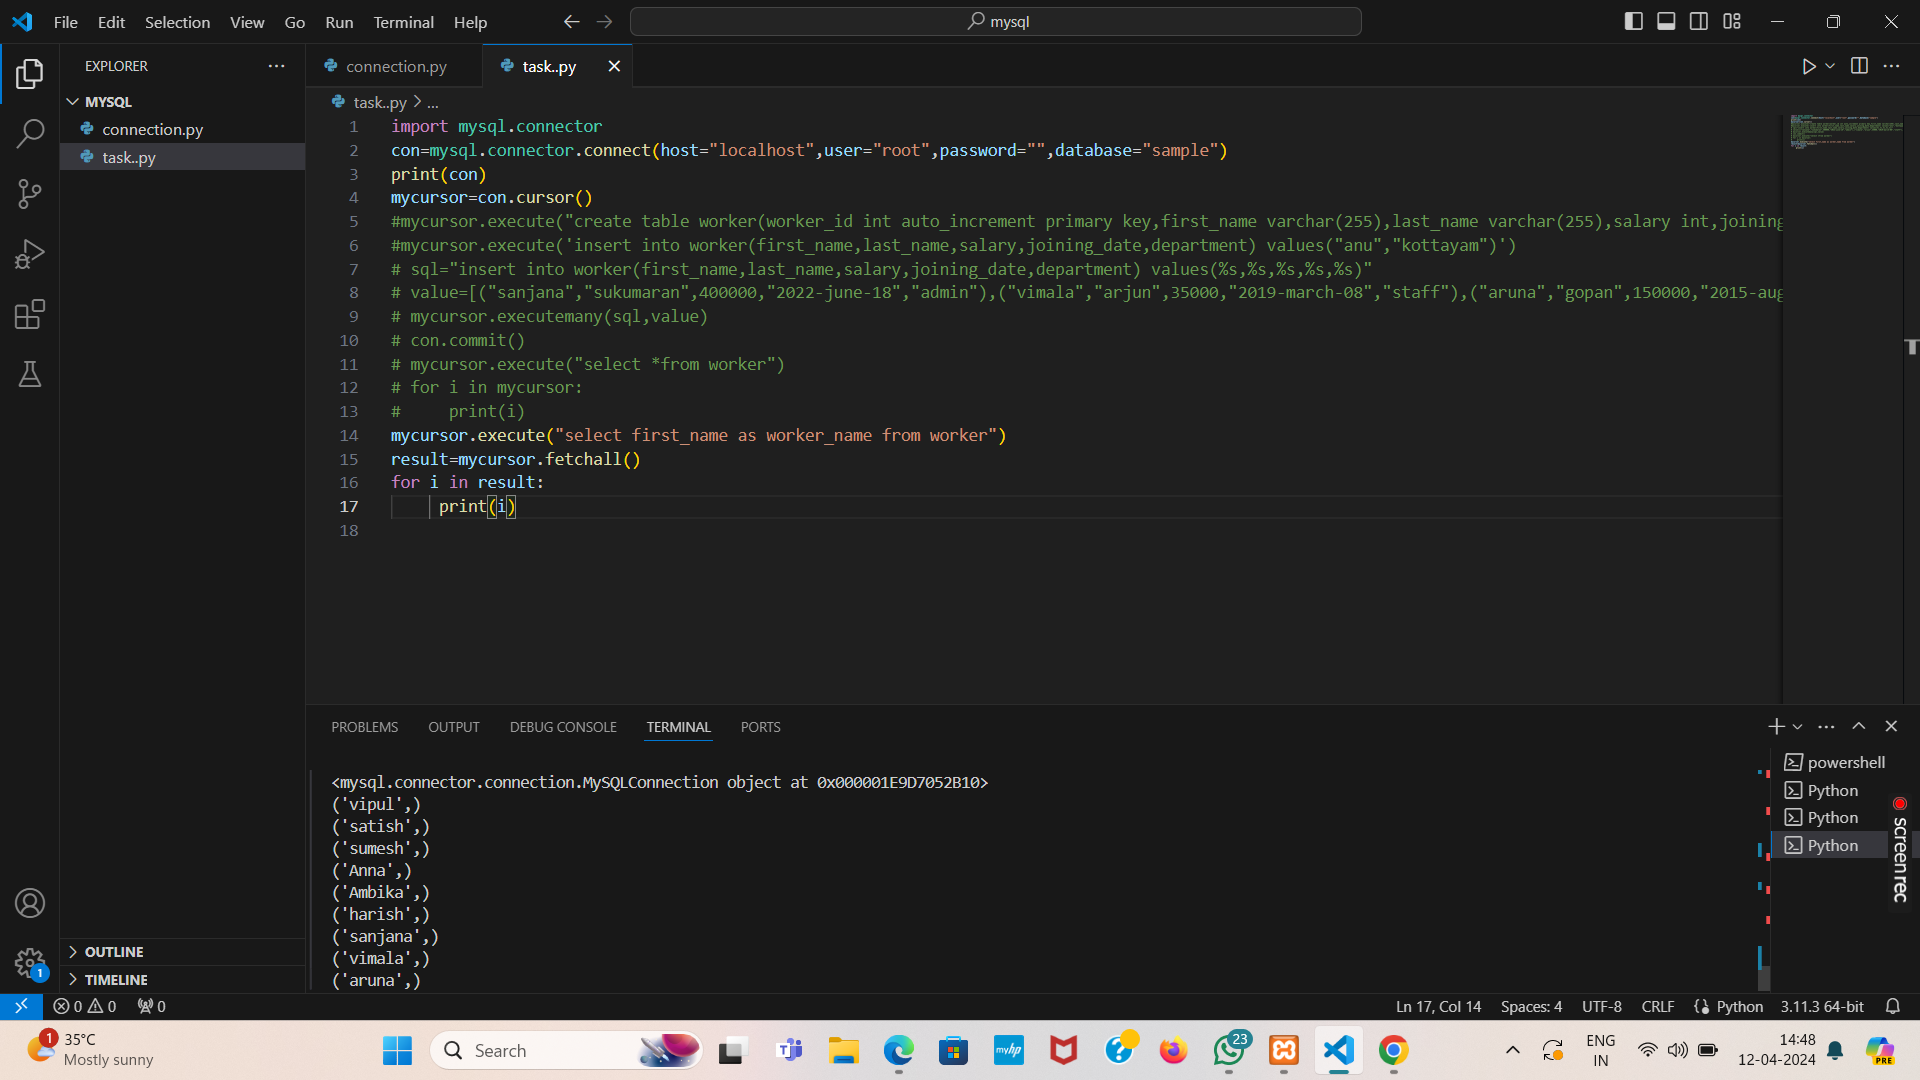 File Edit Selection View Go Run Terminal Help
mysql
EXPLORER
MYSQL
connection.py
task..py
OUTLINE
TIMELINE
connection.py
task..py
task..py > ...
1 import mysql.connector
2 con=mysql.connector.connect(host="localhost",user="root",password="",database="sample")
3 print(con)
4 mycursor=con.cursor()
5 #mycursor.execute("create table worker(worker_id int auto_increment primary key,first_name varchar(255),last_name varchar(255),salary int,joining
6 #mycursor.execute('insert into worker(first_name,last_name,salary,joining_date,department) values("anu","kottayam")')
7 # sql="insert into worker(first_name,last_name,salary,joining_date,department) values(%s,%s,%s,%s,%s)"
8 # value=[("sanjana","sukumaran",400000,"2022-june-18","admin"),("vimala","arjun",35000,"2019-march-08","staff"),("aruna","gopan",150000,"2015-aug
9 # mycursor.executemany(sql,value)
10 # con.commit()
11 # mycursor.execute("select *from worker")
12 # for i in mycursor:
13 #     print(i)
14 mycursor.execute("select first_name as worker_name from worker")
15 result=mycursor.fetchall()
16 for i in result:
17     print(i)
18
PROBLEMS OUTPUT DEBUG CONSOLE TERMINAL PORTS
<mysql.connector.connection.MySQLConnection object at 0x000001E9D7052B10>
('vipul',)
('satish',)
('sumesh',)
('Anna',)
('Ambika',)
('harish',)
('sanjana',)
('vimala',)
('aruna',)
powershell
Python
Python
Python
screenrec
1
0 0 0
Ln 17, Col 14 Spaces: 4 UTF-8 CRLF Python 3.11.3 64-bit
1
35°C
Mostly sunny
Search
myhp
23
PRE
ENG
IN
14:48
12-04-2024